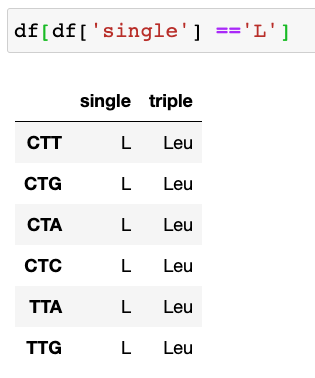 df[df['single'] =='L']
single triple
CTT L Leu
CTG L Leu
CTA L Leu
CTC L Leu
TTA L Leu
TTG L Leu